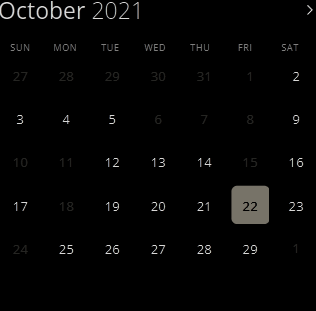 October 2021
SUN MON TUE WED THU FRI SAT
27 28 29 30 31 1 2
3 4 5 6 7 8 9
10 11 12 13 14 15 16
17 18 19 20 21 22 23
24 25 26 27 28 29 1